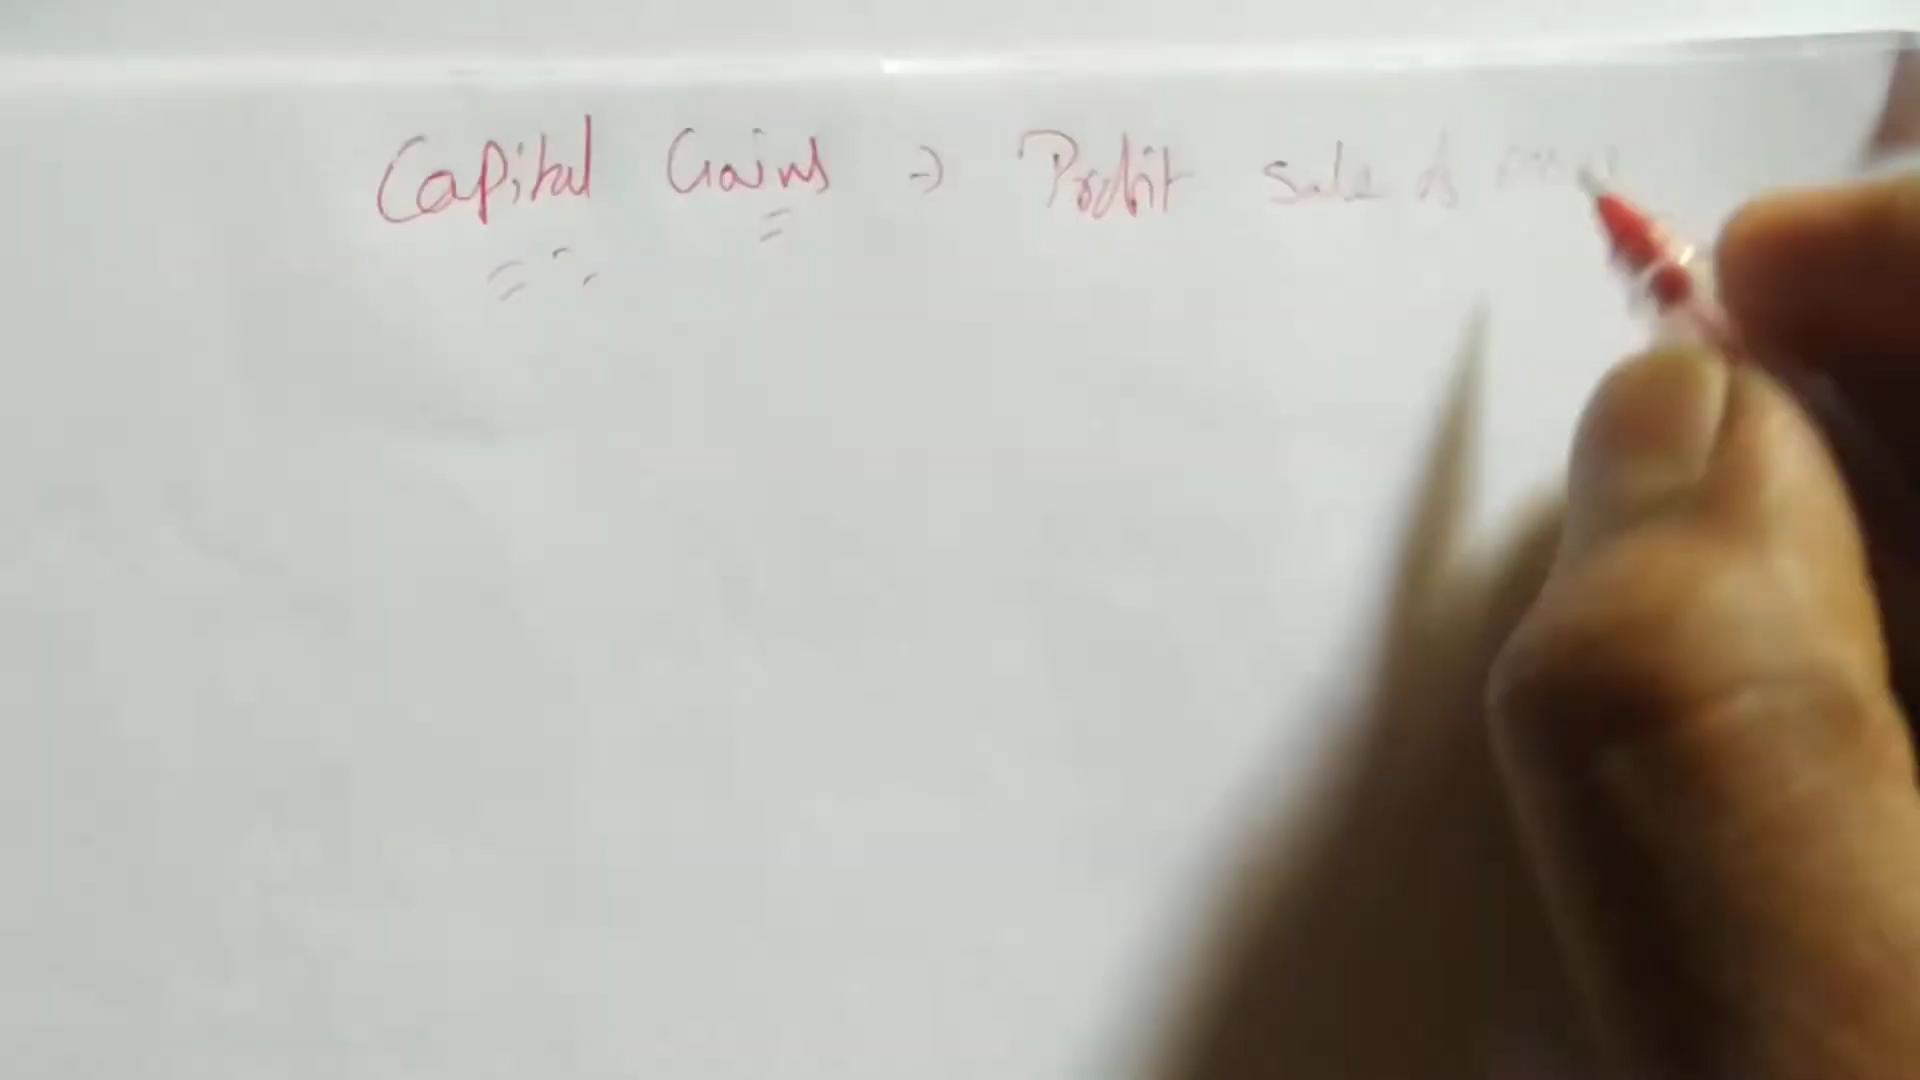 Capital Gains → Profit Sale of